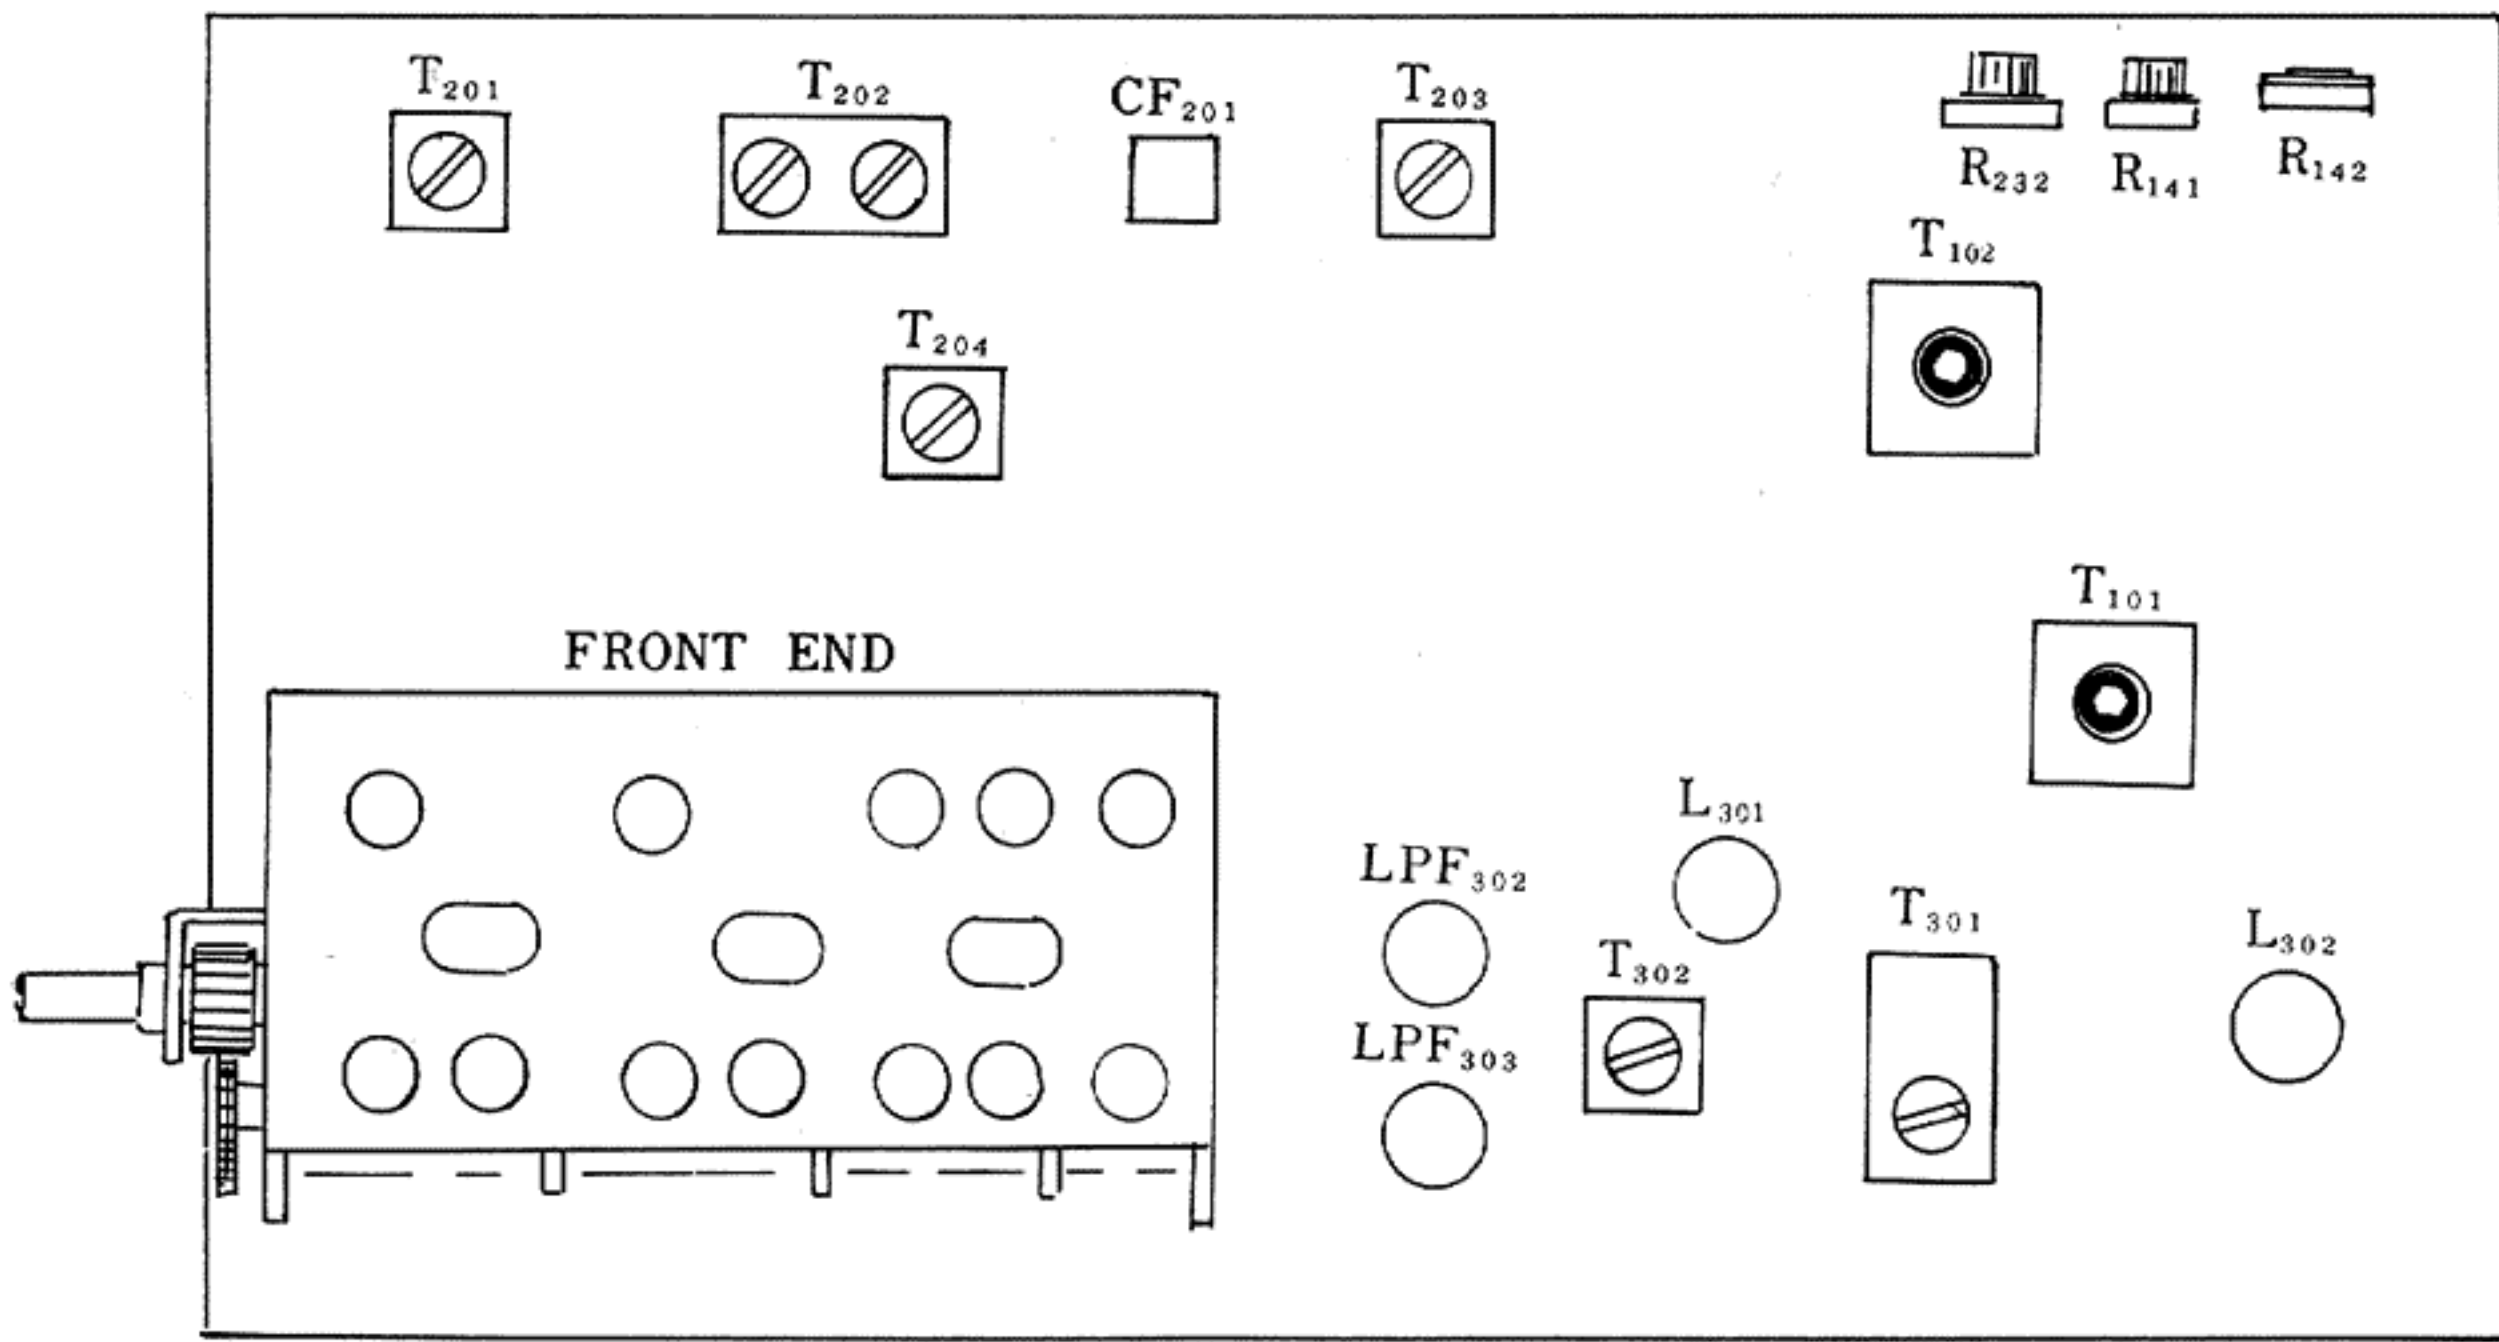 T201
T202
CF201
T203
R232
R141
R142
T102
T204
T101
FRONT END
L301
LPF302
T301
L302
T302
LPF303